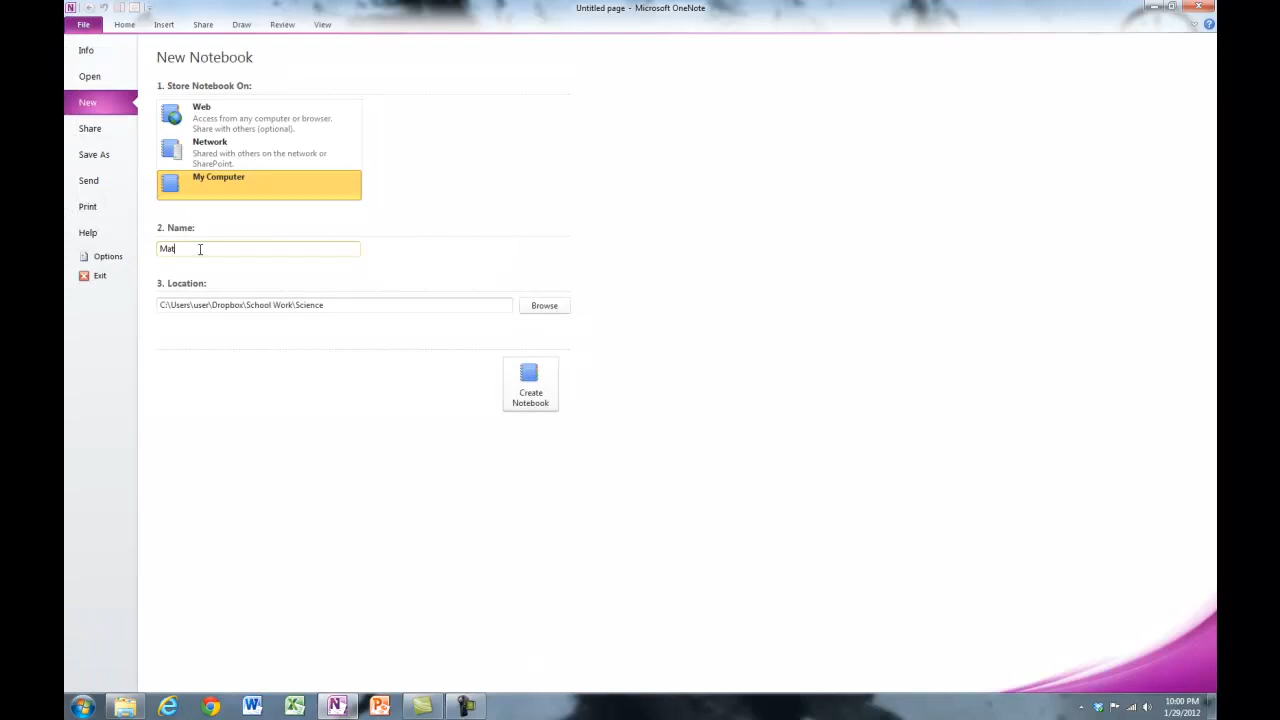 Untitled page - Microsoft OneNote
File Home Insert Share Draw Review View
Info
Open
New
Share
Save As
Send
Print
Help
Options
Exit
New Notebook
1. Store Notebook On:
Web
Access from any computer or browser.
Share with others (optional).
Network
Shared with others on the network or
SharePoint.
My Computer
2. Name:
Mat
3. Location:
C:\Users\user\Dropbox\School Work\Science
Browse
Create
Notebook
10:00 PM
1/29/2012